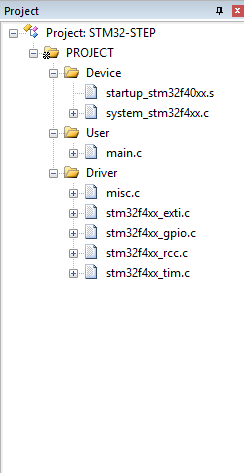 Project
Project: STM32-STEP
PROJECT
Device
startup_stm32f40xx.s
system_stm32f4xx.c
User
main.c
Driver
misc.c
stm32f4xx_exti.c
stm32f4xx_gpio.c
stm32f4xx_rcc.c
stm32f4xx_tim.c